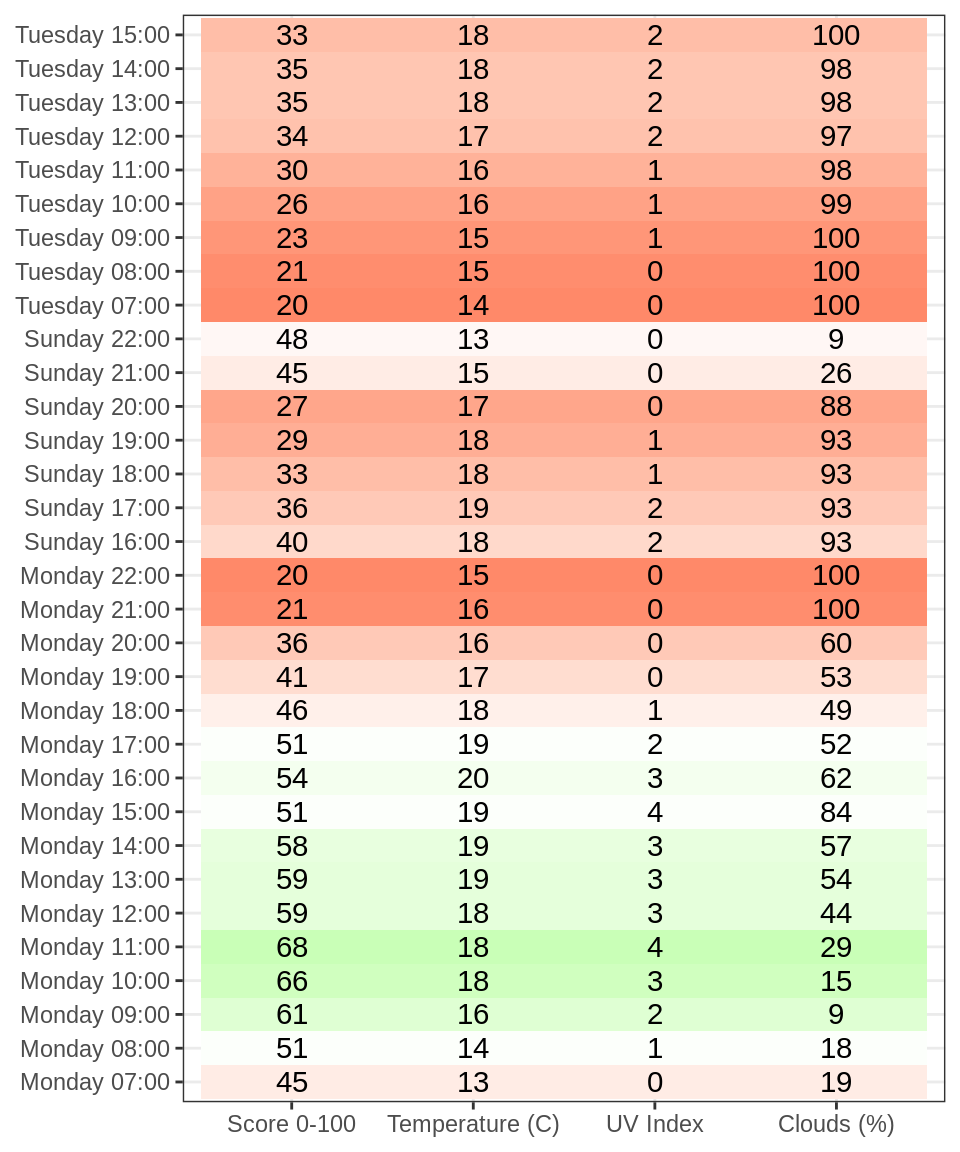 Tuesday 15:00 33 18 2 100
Tuesday 14:00 35 18 2 98
Tuesday 13:00 35 18 2 98
Tuesday 12:00 34 17 2 97
Tuesday 11:00 30 16 1 98
Tuesday 10:00 26 16 1 99
Tuesday 09:00 23 15 1 100
Tuesday 08:00 21 15 0 100
Tuesday 07:00 20 14 0 100
Sunday 22:00 48 13 0 9
Sunday 21:00 45 15 0 26
Sunday 20:00 27 17 0 88
Sunday 19:00 29 18 1 93
Sunday 18:00 33 18 1 93
Sunday 17:00 36 19 2 93
Sunday 16:00 40 18 2 93
Monday 22:00 20 15 0 100
Monday 21:00 21 16 0 100
Monday 20:00 36 16 0 60
Monday 19:00 41 17 0 53
Monday 18:00 46 18 1 49
Monday 17:00 51 19 2 52
Monday 16:00 54 20 3 62
Monday 15:00 51 19 4 84
Monday 14:00 58 19 3 57
Monday 13:00 59 19 3 54
Monday 12:00 59 18 3 44
Monday 11:00 68 18 4 29
Monday 10:00 66 18 3 15
Monday 09:00 61 16 2 9
Monday 08:00 51 14 1 18
Monday 07:00 45 13 0 19
Score 0-100 Temperature (C) UV Index Clouds (%)